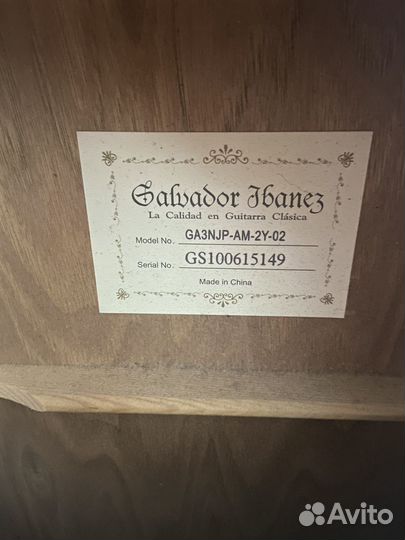 Salvador Ibanez
La Calidad en Guitarra Clásica
Model No. GA3NJP-AM-2Y-02
Serial No. GS100615149
Made in China
Avito